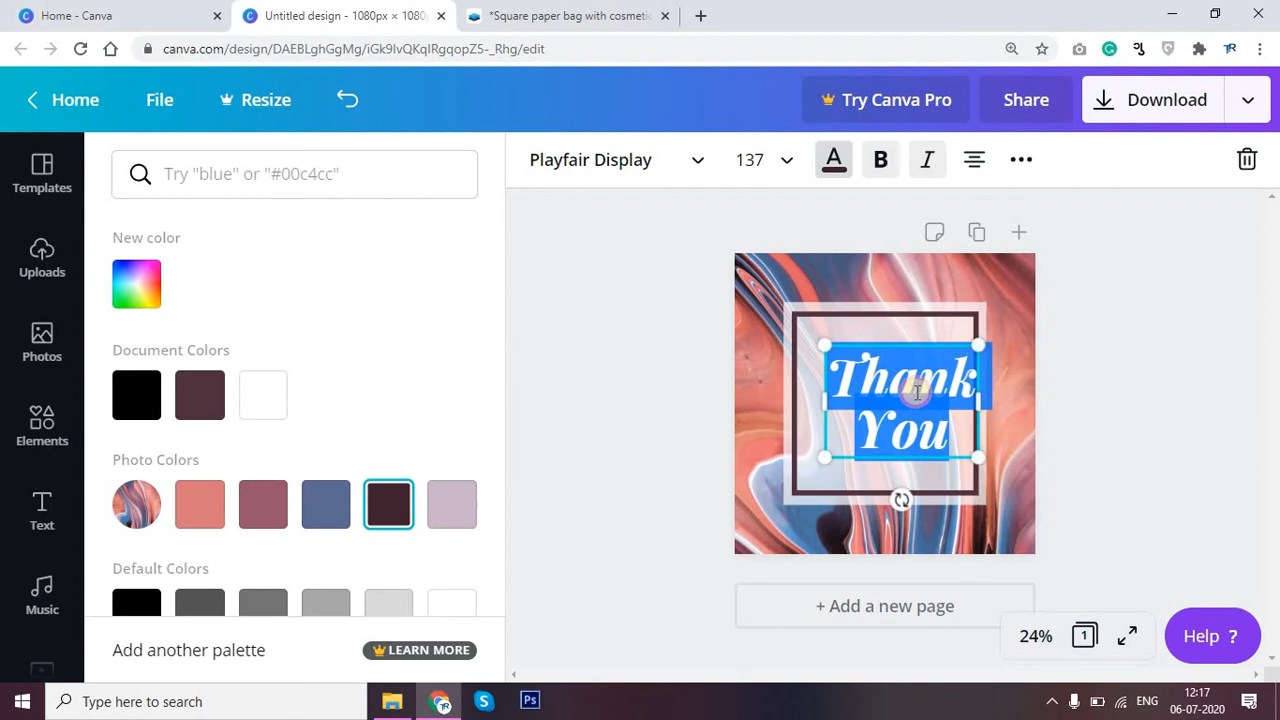 Home - Canva
Untitled design - 1080px × 1080p
*Square paper bag with cosmetic
canva.com/design/DAEBLghGgMg/iGk9IvQKqIRgqopZ5-_Rhg/edit
Home
File
Resize
Try Canva Pro
Share
Download
Templates
Uploads
Photos
Elements
Text
Music
Try "blue" or "#00c4cc"
New color
Document Colors
Photo Colors
Default Colors
Add another palette
LEARN MORE
Playfair Display
137
A
B
I
Thank
You
+ Add a new page
24%
1
Help ?
Type here to search
Ps
ENG
12:17
06-07-2020